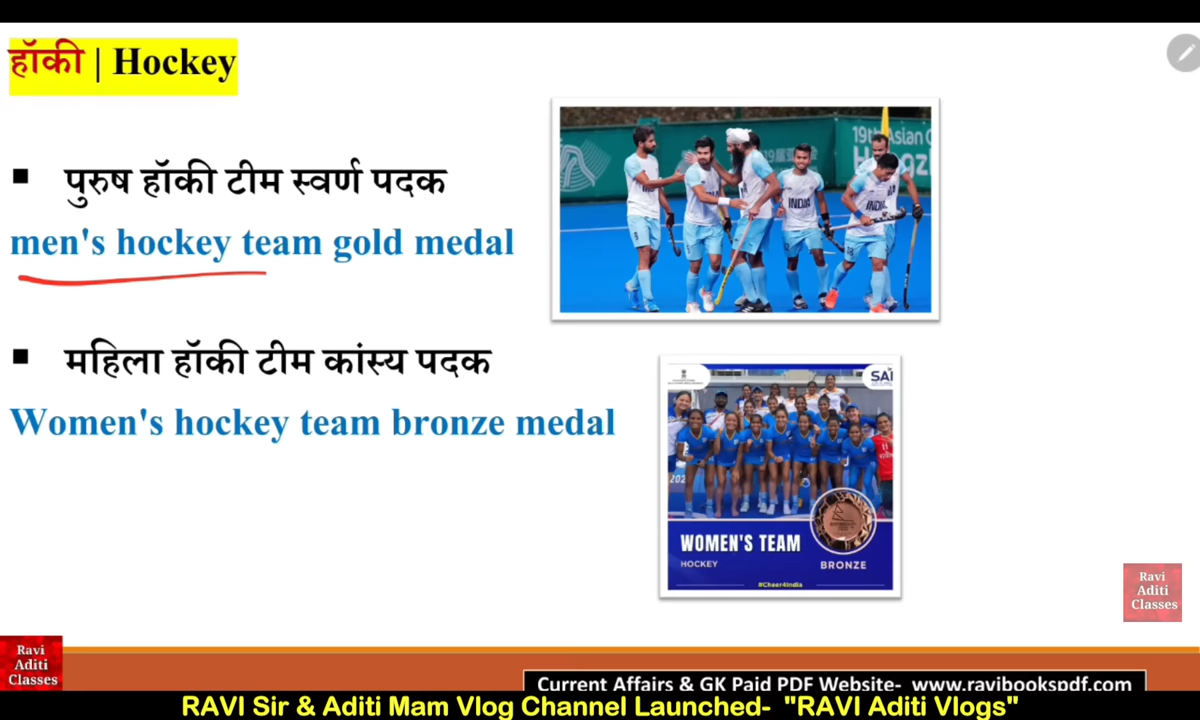 हॉकी | Hockey
▪ पुरुष हॉकी टीम स्वर्ण पदक
men's hockey team gold medal
19th Asian
INDIA
INDIA
▪ महिला हॉकी टीम कांस्य पदक
Women's hockey team bronze medal
SAI
WOMEN'S TEAM
HOCKEY
BRONZE
#Cheer4India
Ravi
Aditi
Classes
Ravi
Aditi
Classes
Current Affairs & GK Paid PDF Website- www.ravibookspdf.com
RAVI Sir & Aditi Mam Vlog Channel Launched- "RAVI Aditi Vlogs"